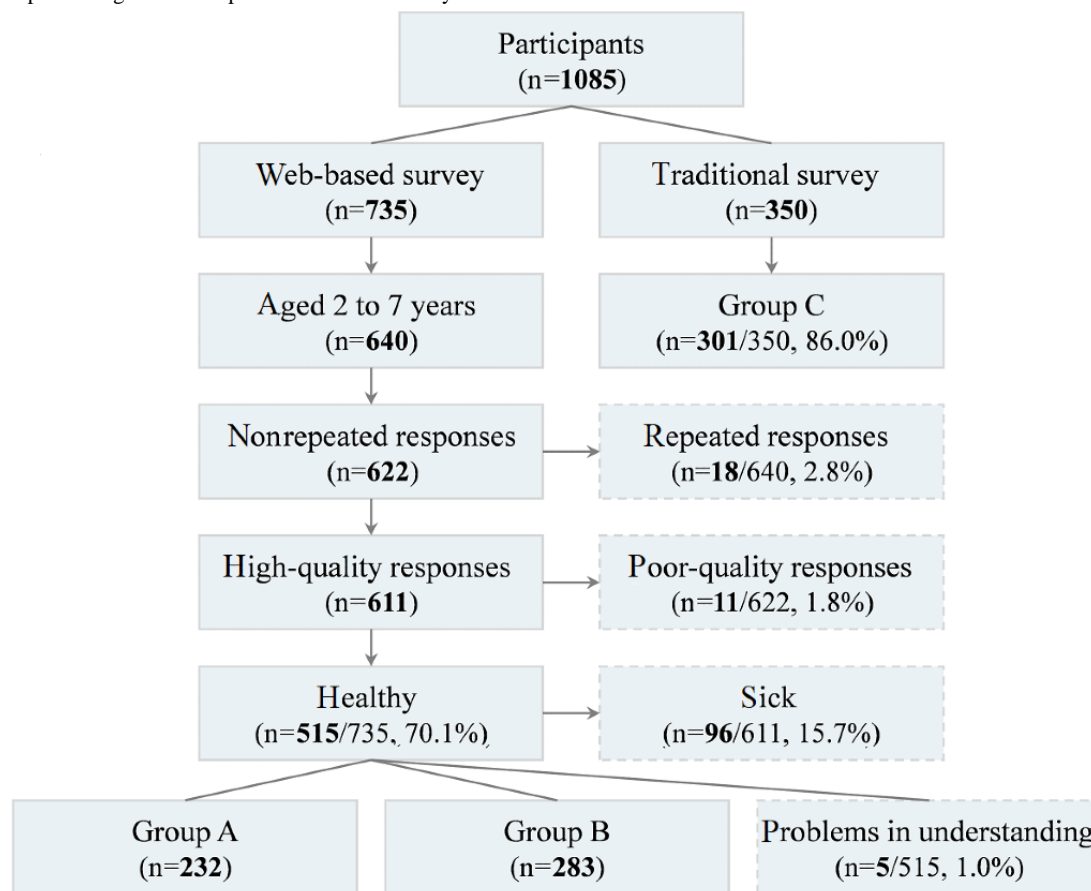 Participants
(n=1085)
Web-based survey
(n=735)
Traditional survey
(n=350)
Aged 2 to 7 years
(n=640)
Group C
(n=301/350, 86.0%)
Nonrepeated responses
(n=622)
Repeated responses
(n=18/640, 2.8%)
High-quality responses
(n=611)
Poor-quality responses
(n=11/622, 1.8%)
Healthy
(n=515/735, 70.1%)
Sick
(n=96/611, 15.7%)
Group A
(n=232)
Group B
(n=283)
Problems in understanding
(n=5/515, 1.0%)